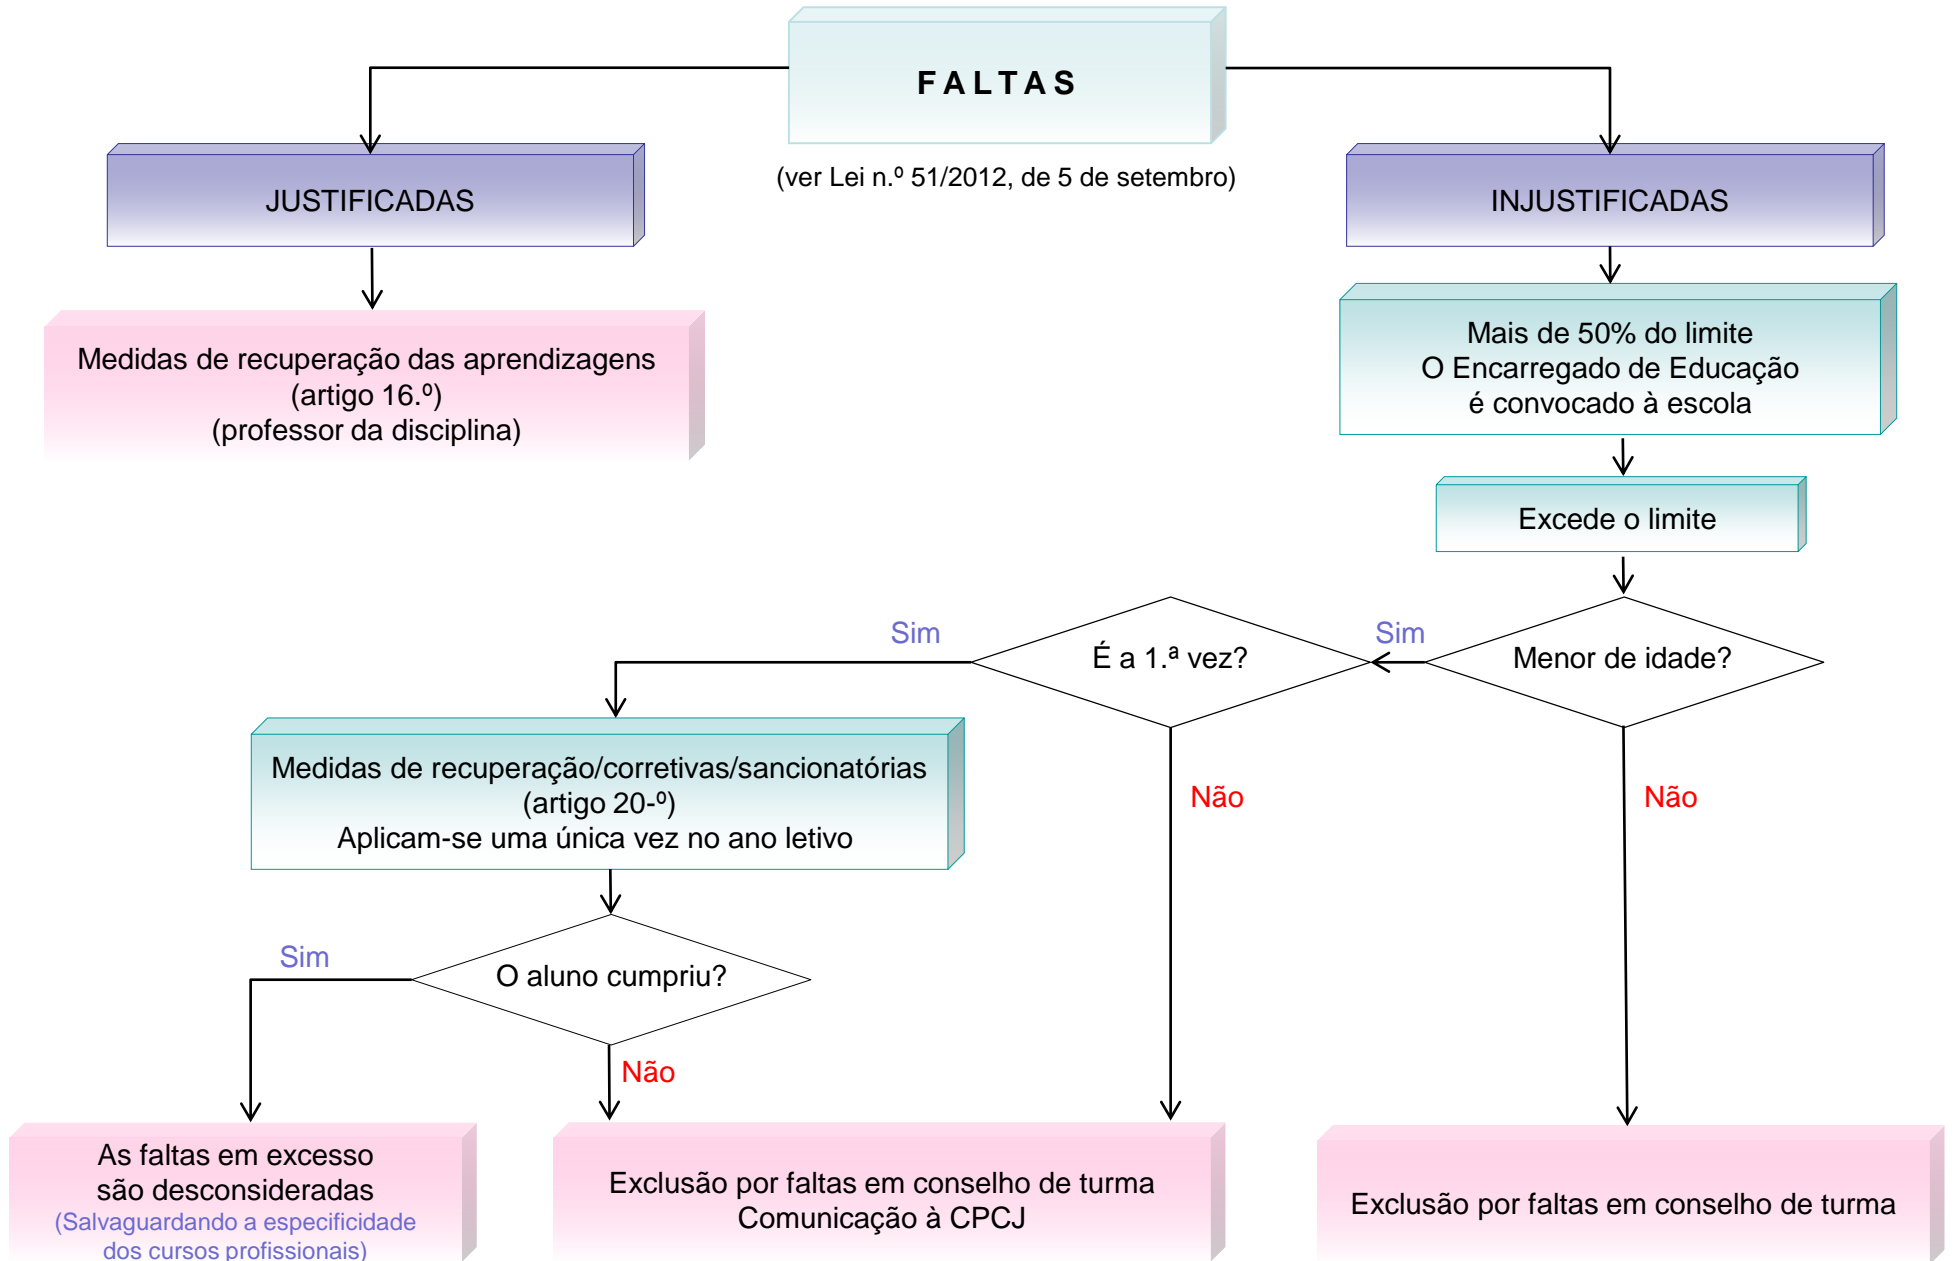 FALTAS
(ver Lei n.º 51/2012, de 5 de setembro)
JUSTIFICADAS
INJUSTIFICADAS
Medidas de recuperação das aprendizagens
(artigo 16.º)
(professor da disciplina)
Mais de 50% do limite
O Encarregado de Educação
é convocado à escola
Excede o limite
Menor de idade?
Sim
É a 1.ª vez?
Sim
Não
Não
Medidas de recuperação/corretivas/sancionatórias
(artigo 20-º)
Aplicam-se uma única vez no ano letivo
O aluno cumpriu?
Sim
Não
As faltas em excesso
são desconsideradas
(Salvaguardando a especificidade
dos cursos profissionais)
Exclusão por faltas em conselho de turma
Comunicação à CPCJ
Exclusão por faltas em conselho de turma